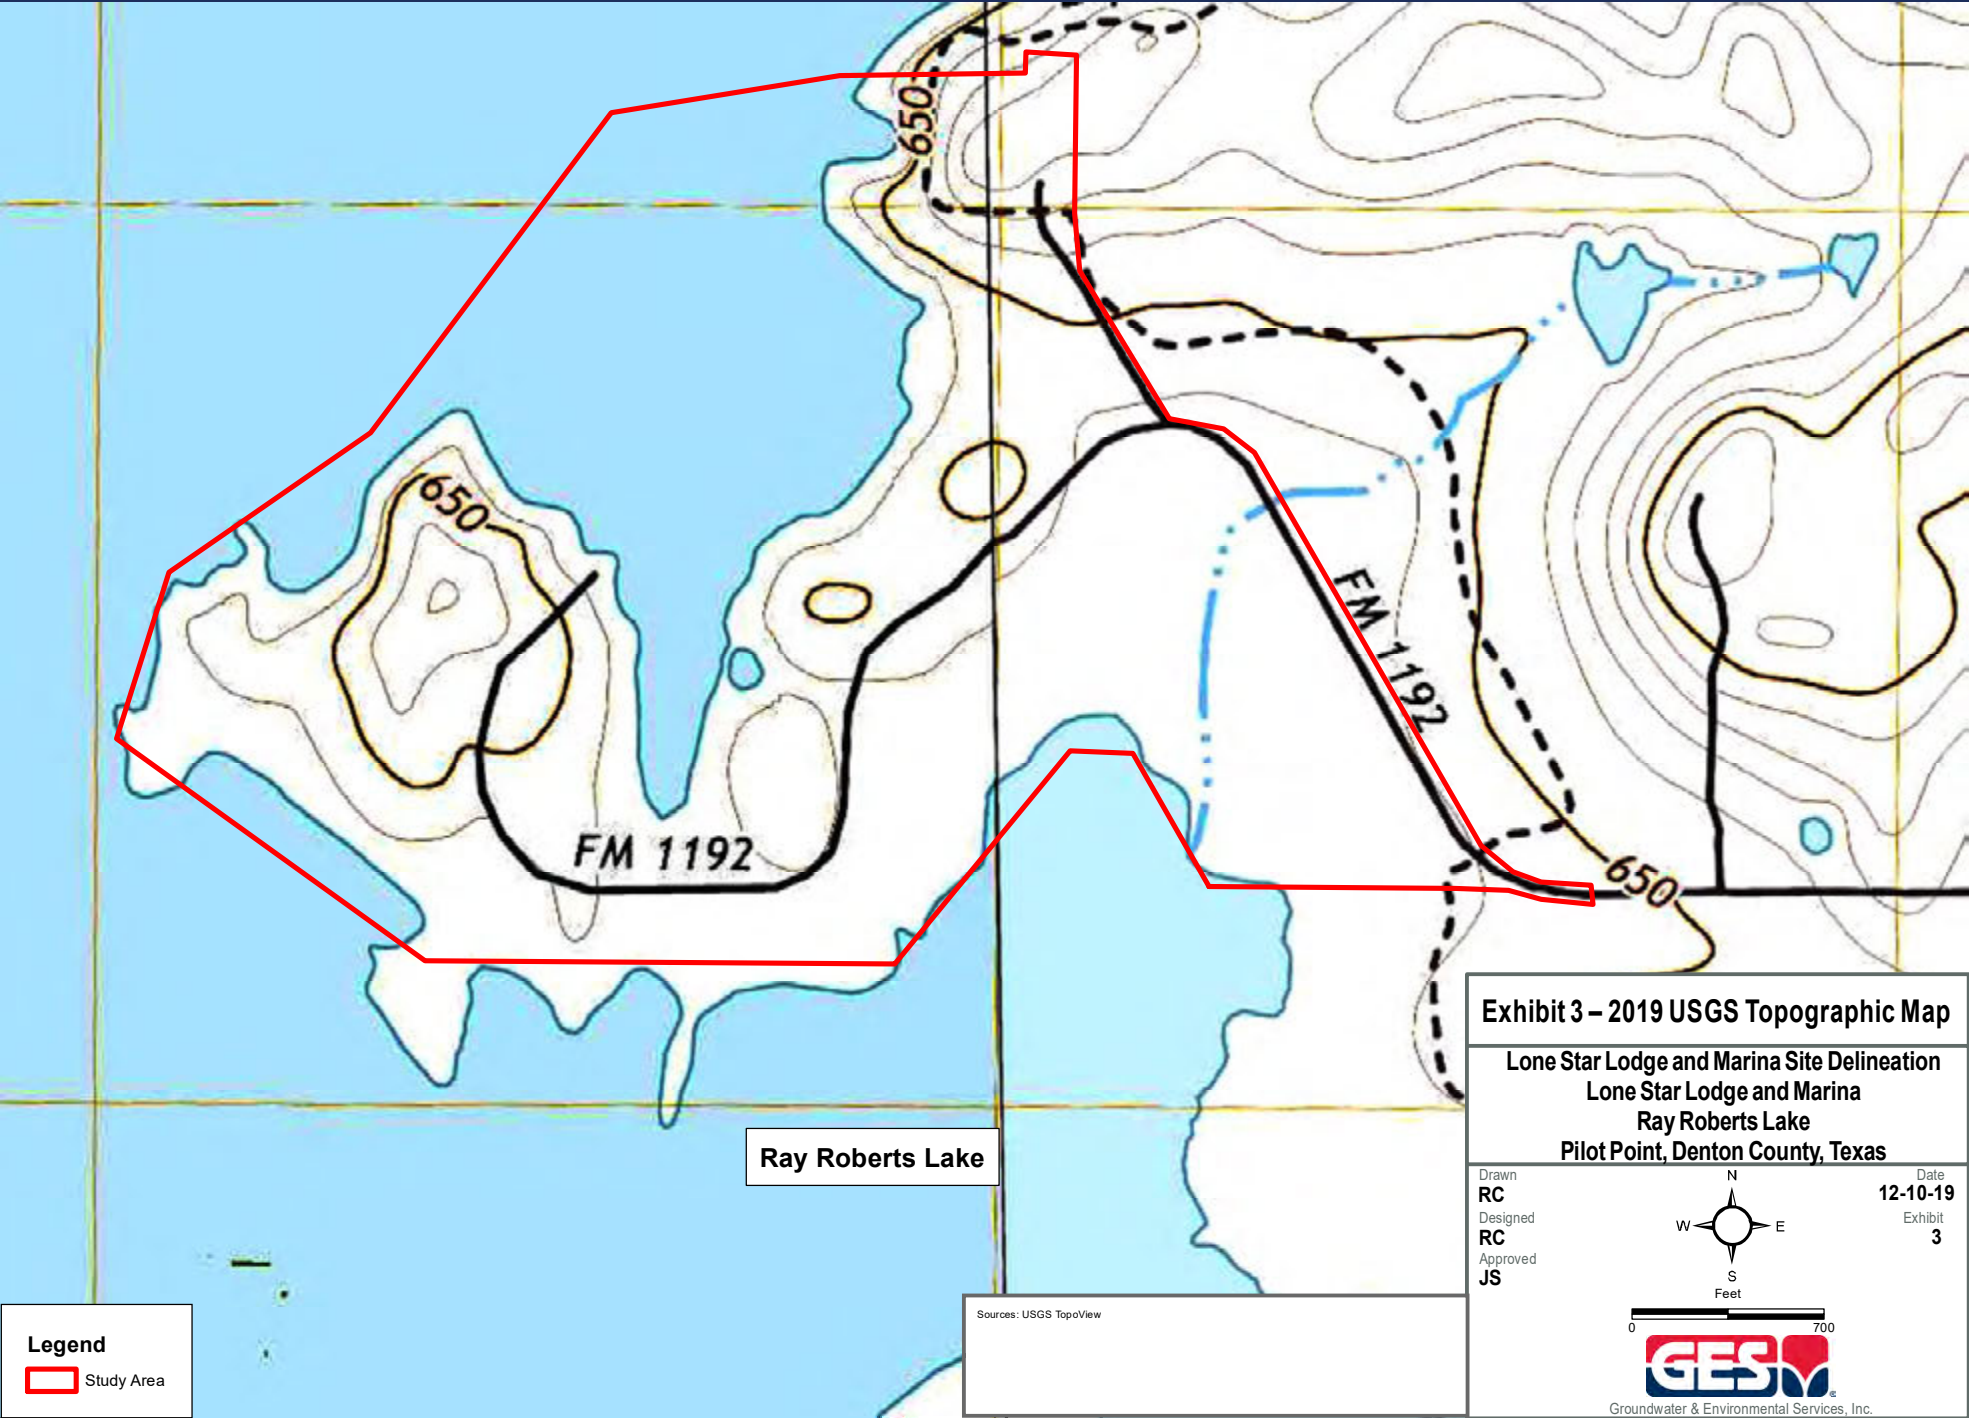 650
650
FM 1192
FM 1192
650
Ray Roberts Lake
Exhibit 3 – 2019 USGS Topographic Map
Lone Star Lodge and Marina Site Delineation
Lone Star Lodge and Marina
Ray Roberts Lake
Pilot Point, Denton County, Texas
Drawn
RC
Designed
RC
Approved
JS
N
W E
S
Feet
0 700
Date
12-10-19
Exhibit
3
GES
®
Groundwater & Environmental Services, Inc.
Sources: USGS TopoView
Legend
Study Area